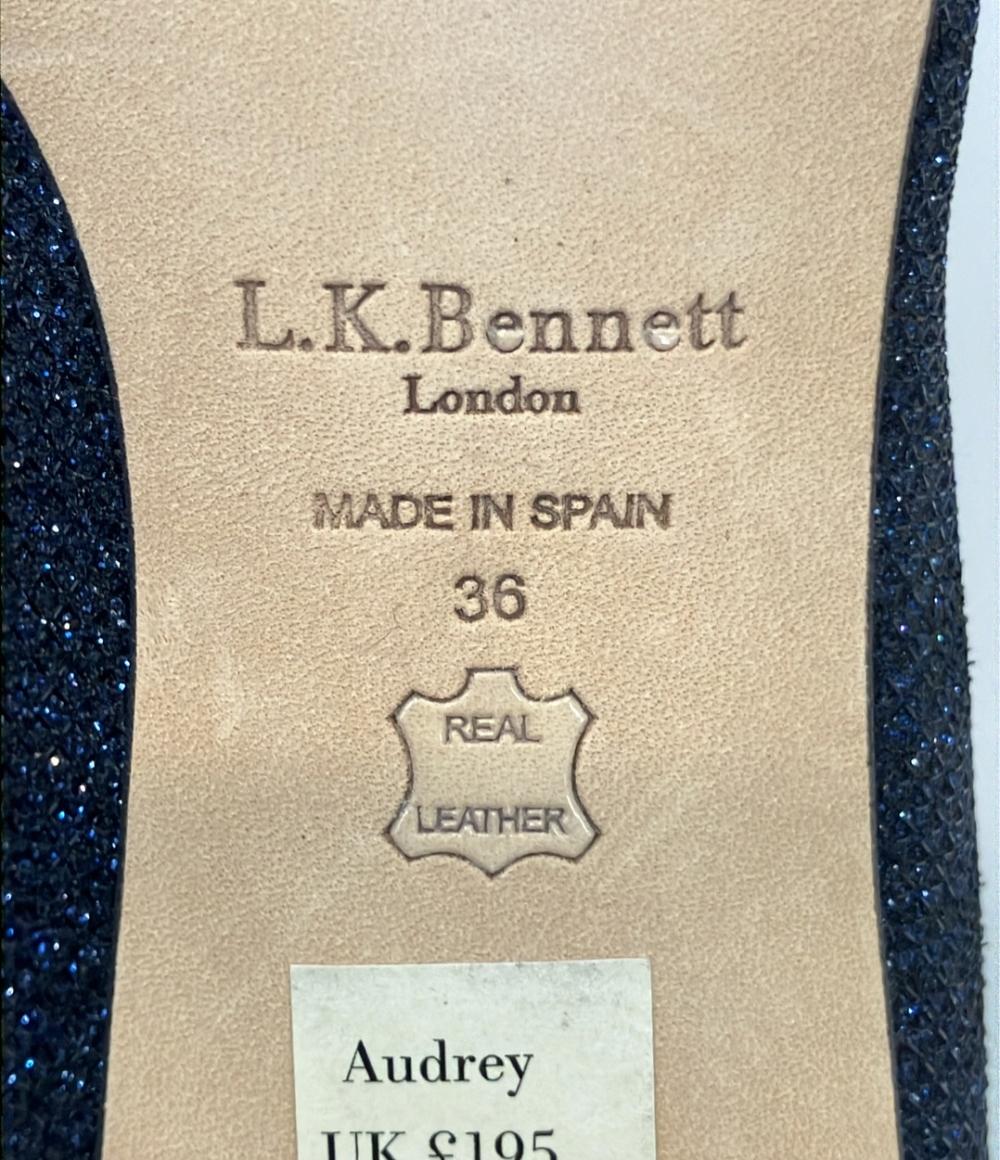 L.K.Bennett
London
MADE IN SPAIN
36
REAL
LEATHER
Audrey
UK £195